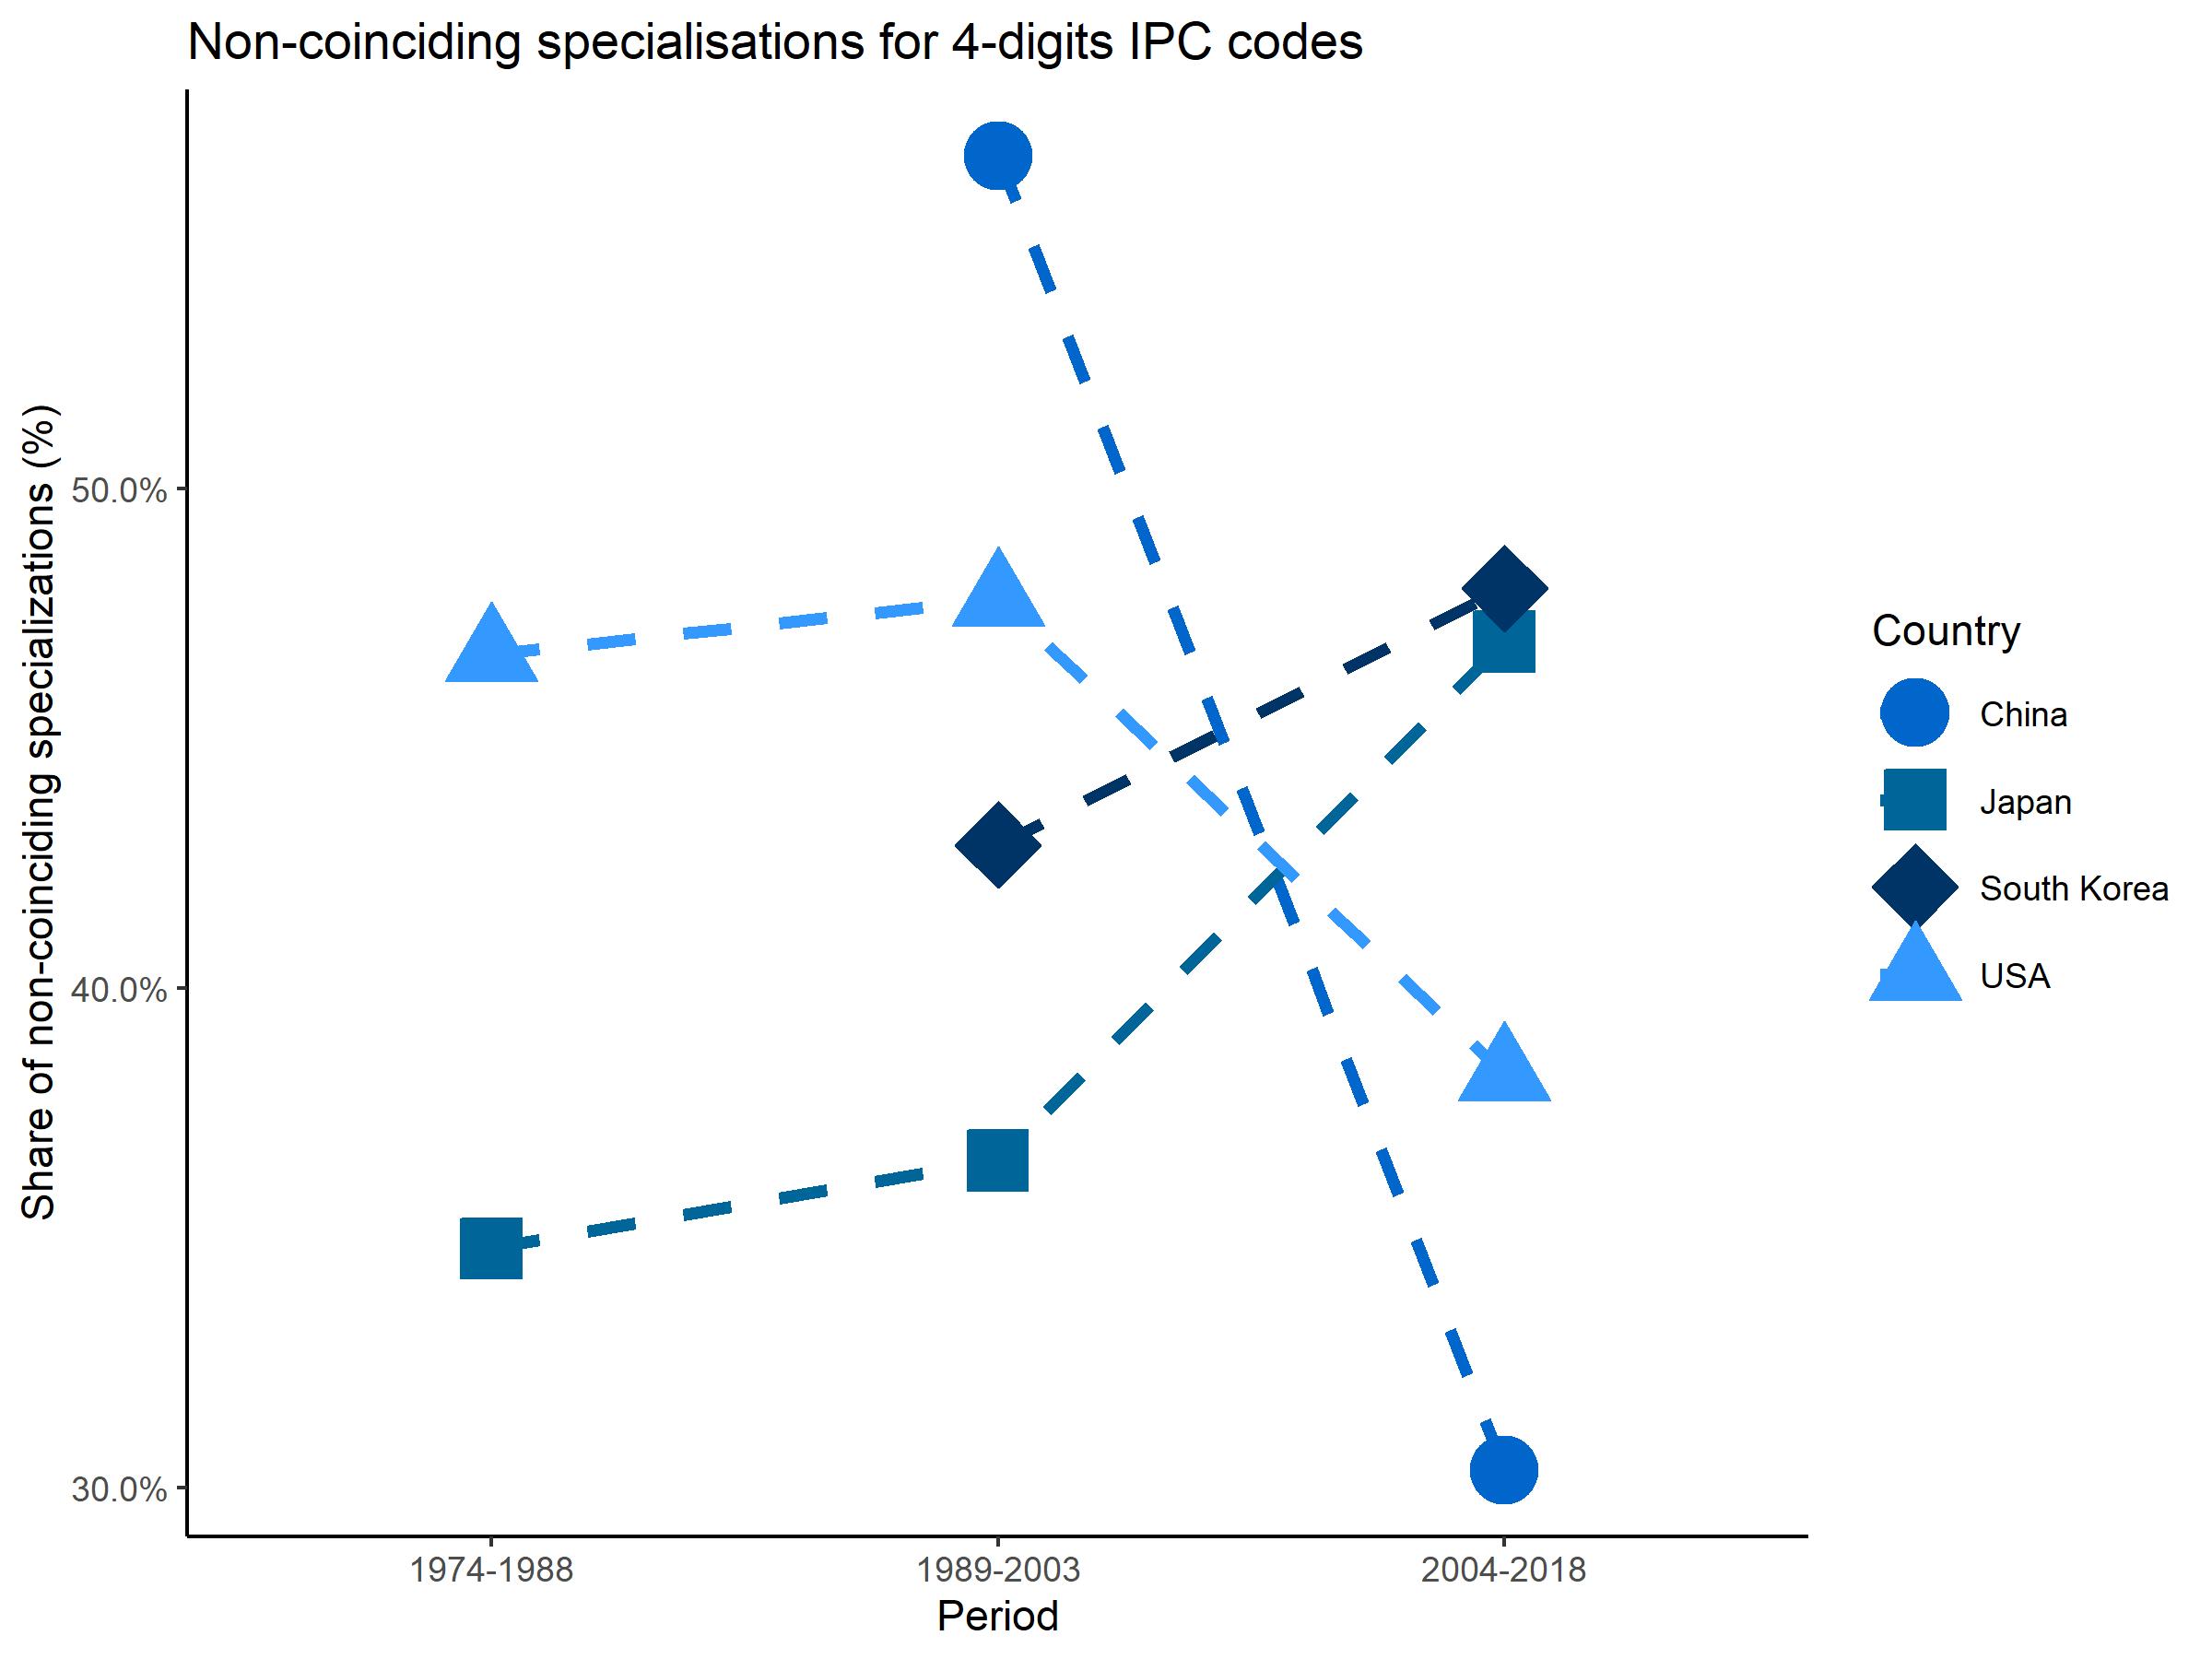 Non-coinciding specialisations for 4-digits IPC codes
Share of non-coinciding specializations (%)
50.0%
40.0%
30.0%
1974-1988
1989-2003
2004-2018
Period
Country
China
Japan
South Korea
USA